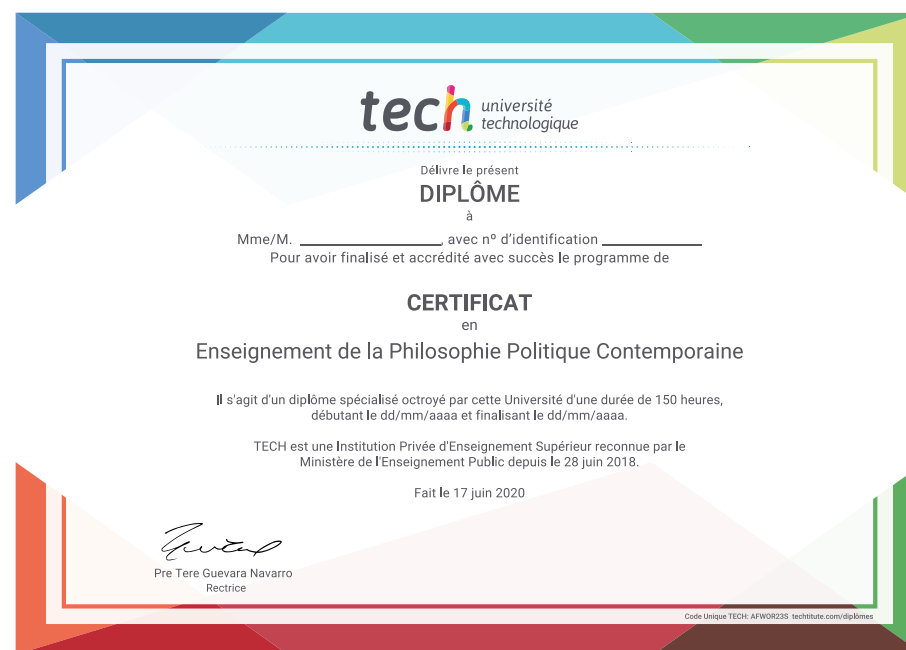 tech université
technologique
Délivre le présent
DIPLÔME
à
Mme/M. ____________________, avec nº d'identification ______________
Pour avoir finalisé et accrédité avec succès le programme de
CERTIFICAT
en
Enseignement de la Philosophie Politique Contemporaine
Il s'agit d'un diplôme spécialisé octroyé par cette Université d'une durée de 150 heures,
débutant le dd/mm/aaaa et finalisant le dd/mm/aaaa.
TECH est une Institution Privée d'Enseignement Supérieur reconnue par le
Ministère de l'Enseignement Public depuis le 28 juin 2018.
Fait le 17 juin 2020
Pre Tere Guevara Navarro
Rectrice
Code Unique TECH: AFWOR23S techtitute.com/diplômes